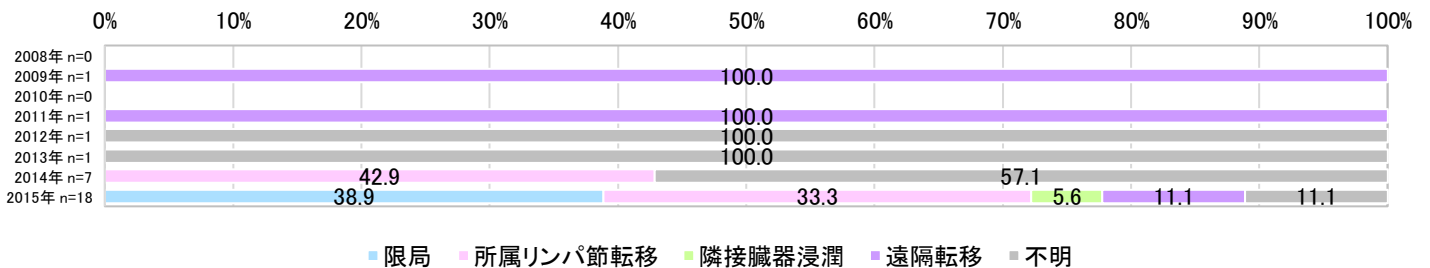 0% 10% 20% 30% 40% 50% 60% 70% 80% 90% 100%
2008年 n=0
2009年 n=1 100.0
2010年 n=0
2011年 n=1 100.0
2012年 n=1 100.0
2013年 n=1 100.0
2014年 n=7 42.9 57.1
2015年 n=18 38.9 33.3 5.6 11.1 11.1
限局 所属リンパ節転移 隣接臓器浸潤 遠隔転移 不明